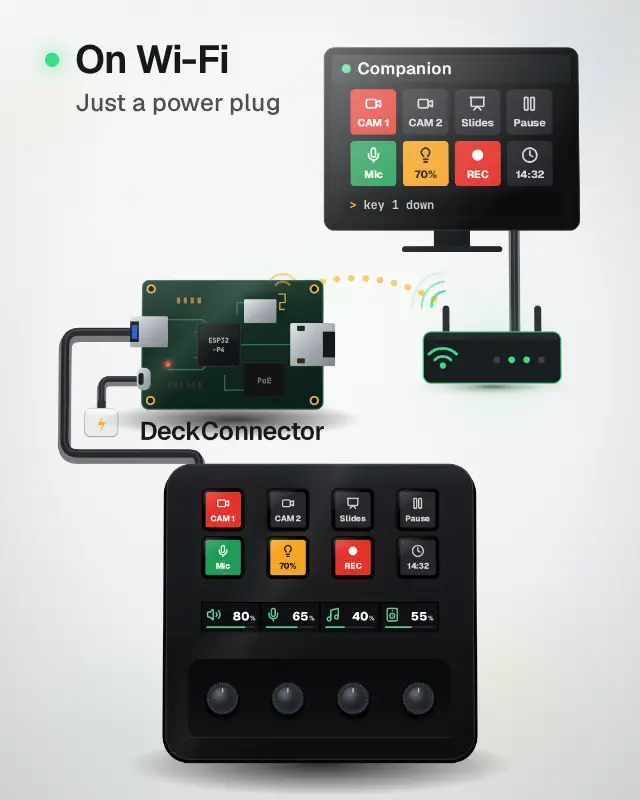 On Wi-Fi
Just a power plug
Companion
CAM 1
CAM 2
Slides
Pause
Mic
70%
REC
14:32
> key 1 down
ESP32
-P4
PoE
DeckConnector
CAM 1
CAM 2
Slides
Pause
Mic
70%
REC
14:32
80%
65%
40%
55%